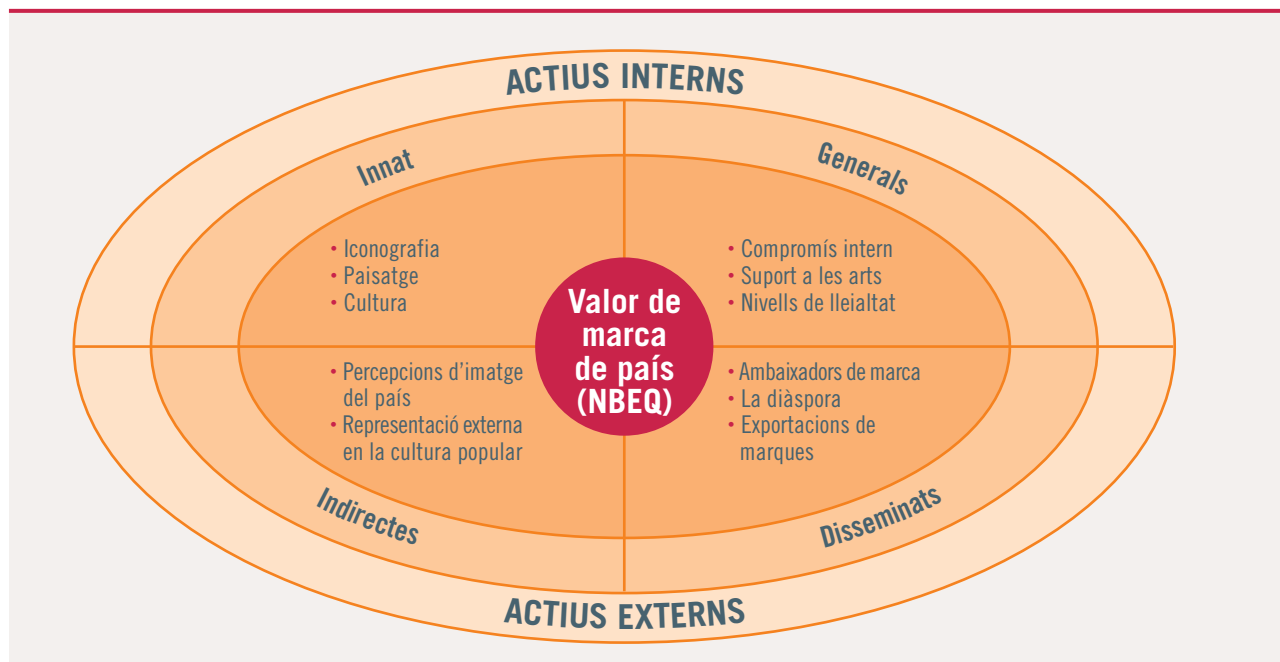 ACTIUS INTERNS
Innat
Generals
• Iconografia
• Paisatge
• Cultura
• Compromís intern
• Suport a les arts
• Nivells de lleialtat
Valor de
marca
de país
(NBEQ)
• Percepcions d’imatge
del país
• Representació externa
en la cultura popular
• Ambaixadors de marca
• La diàspora
• Exportacions de
marques
Indirectes
Disseminats
ACTIUS EXTERNS